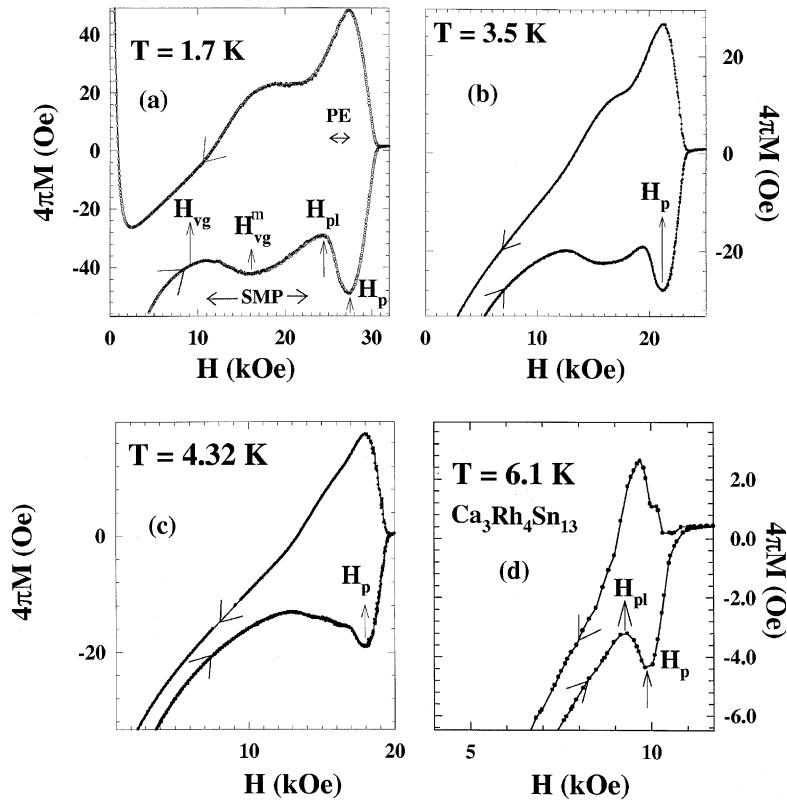 T = 1.7 K
(a)
PE
H_vg
H_vg^m
H_pl
H_p
SMP
4πM (Oe)
40
20
0
-20
-40
0
10
20
30
H (kOe)
T = 3.5 K
(b)
H_p
20
0
-20
4πM (Oe)
0
10
20
H (kOe)
T = 4.32 K
(c)
H_p
4πM (Oe)
0
-20
0
10
20
H (kOe)
T = 6.1 K
Ca3Rh4Sn13
(d)
H_pl
H_p
2.0
0.0
-2.0
-4.0
-6.0
4πM (Oe)
5
10
H (kOe)